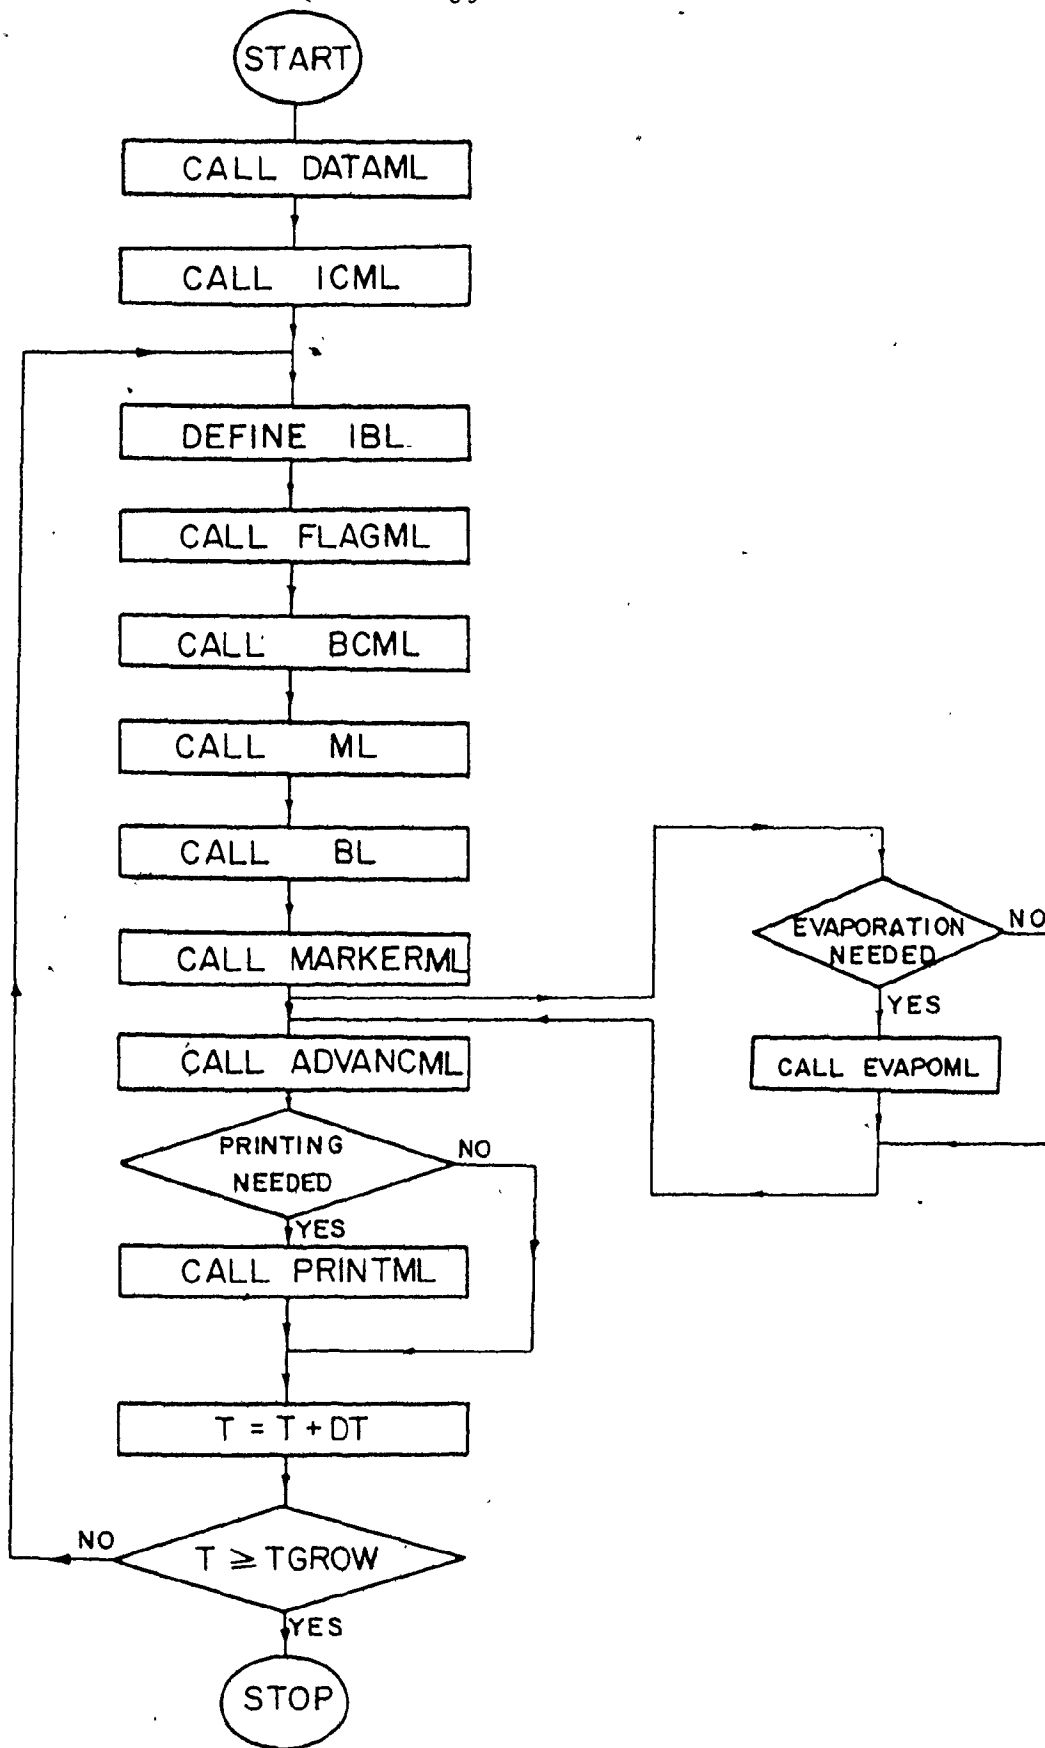 START
CALL DATAML
CALL ICML
DEFINE IBL
CALL FLAGML
CALL BCML
CALL ML
CALL BL
CALL MARKERML
EVAPORATION
NEEDED
NO
YES
CALL EVAPOML
CALL ADVANCML
PRINTING
NEEDED
NO
YES
CALL PRINTML
T = T + DT
T ≧ TGROW
NO
YES
STOP